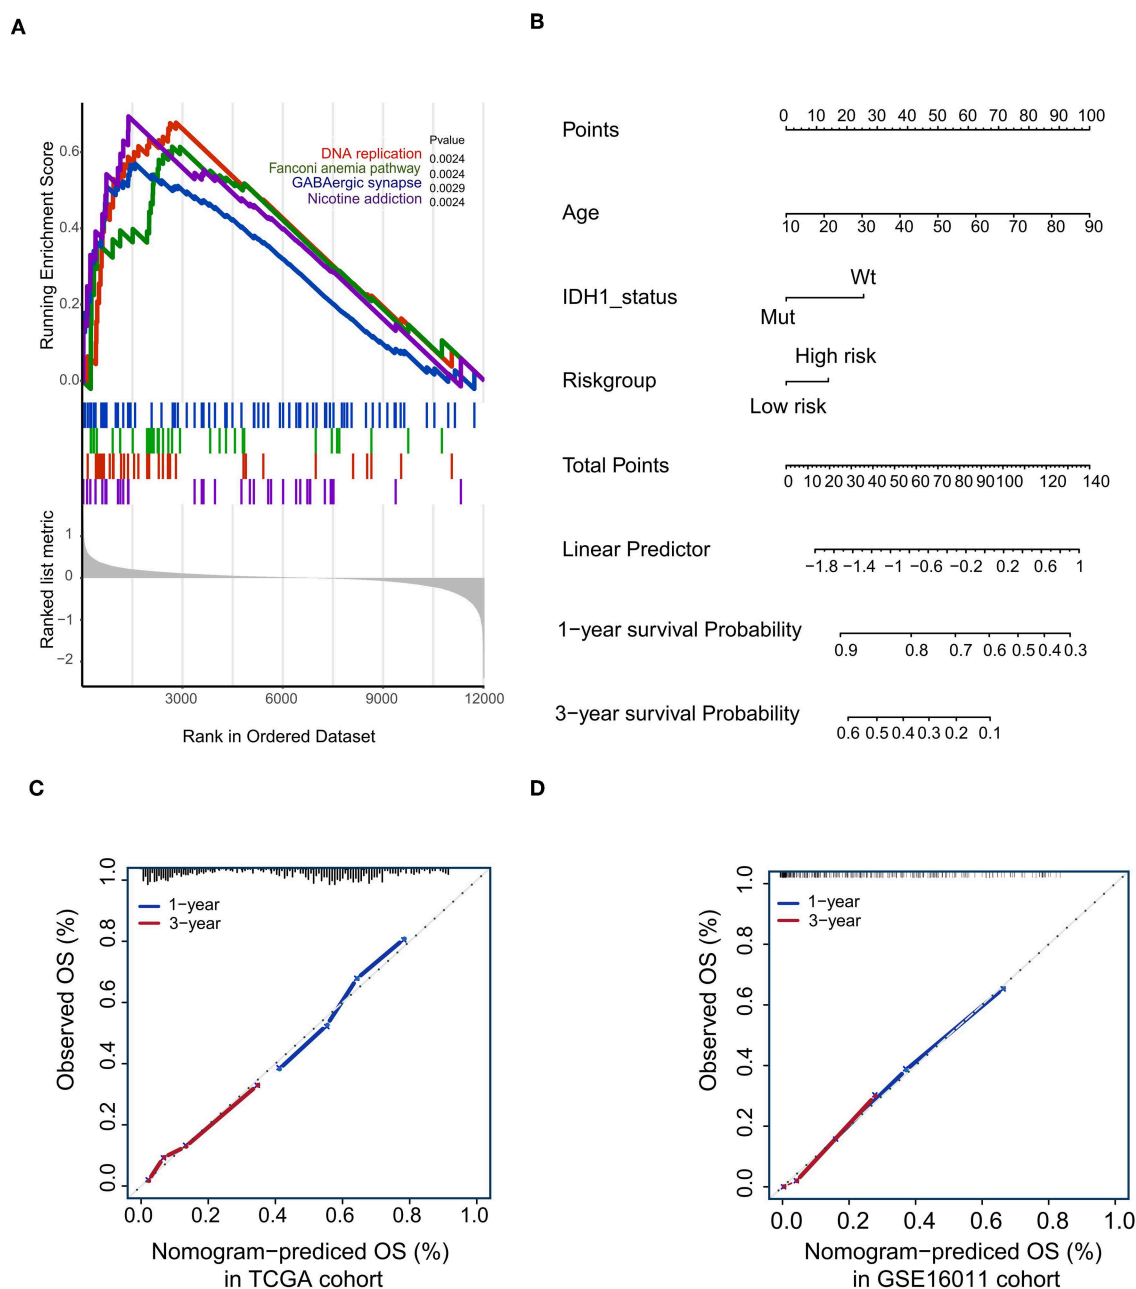 A
Running Enrichment Score
0.6
0.4
0.2
0.0
Pvalue
DNA replication 0.0024
Fanconi anemia pathway 0.0024
GABAergic synapse 0.0029
Nicotine addiction 0.0024
Ranked list metric
1
0
−1
−2
3000 6000 9000 12000
Rank in Ordered Dataset
B
Points
0 10 20 30 40 50 60 70 80 90 100
Age
10 20 30 40 50 60 70 80 90
IDH1_status
Wt
Mut
Riskgroup
High risk
Low risk
Total Points
0 10 20 30 40 50 60 70 80 90 100 120 140
Linear Predictor
−1.8 −1.4 −1 −0.6 −0.2 0.2 0.6 1
1−year survival Probability
0.9 0.8 0.7 0.6 0.5 0.4 0.3
3−year survival Probability
0.6 0.5 0.4 0.3 0.2 0.1
C
Observed OS (%)
1.0
0.8
0.6
0.4
0.2
0.0
1−year
3−year
0.0 0.2 0.4 0.6 0.8 1.0
Nomogram−prediced OS (%)
in TCGA cohort
D
Observed OS (%)
1.0
0.8
0.6
0.4
0.2
0.0
1−year
3−year
0.0 0.2 0.4 0.6 0.8 1.0
Nomogram−prediced OS (%)
in GSE16011 cohort